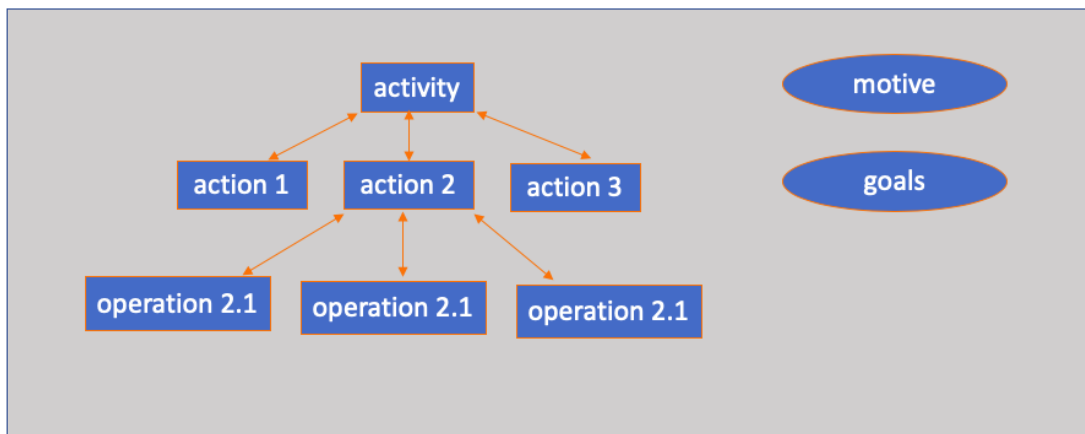 activity
motive
action 1
action 2
action 3
goals
operation 2.1
operation 2.1
operation 2.1